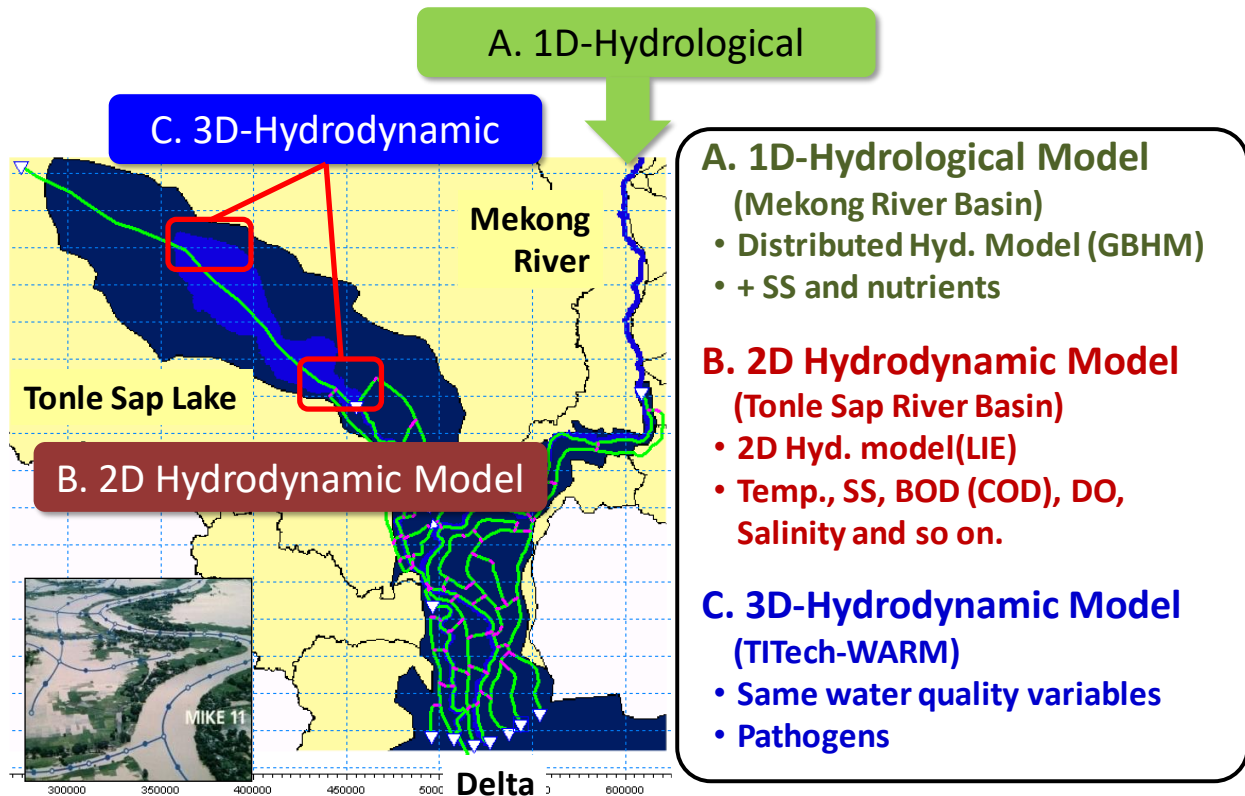 A. 1D-Hydrological
C. 3D-Hydrodynamic
Mekong
River
Tonle Sap Lake
B. 2D Hydrodynamic Model
MIKE 11
Delta
300000
350000
400000
450000
600000
A. 1D-Hydrological Model
(Mekong River Basin)
• Distributed Hyd. Model (GBHM)
• + SS and nutrients
B. 2D Hydrodynamic Model
(Tonle Sap River Basin)
• 2D Hyd. model(LIE)
• Temp., SS, BOD (COD), DO,
Salinity and so on.
C. 3D-Hydrodynamic Model
(TITech-WARM)
• Same water quality variables
• Pathogens